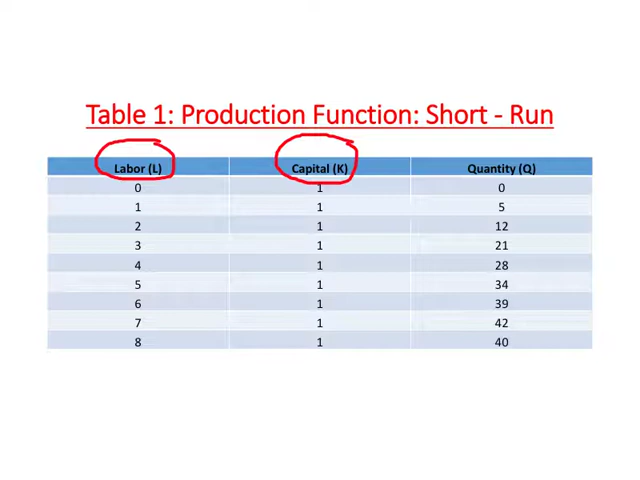 Table 1: Production Function: Short - Run
Labor (L) Capital (K) Quantity (Q)
0 1 0
1 1 5
2 1 12
3 1 21
4 1 28
5 1 34
6 1 39
7 1 42
8 1 40